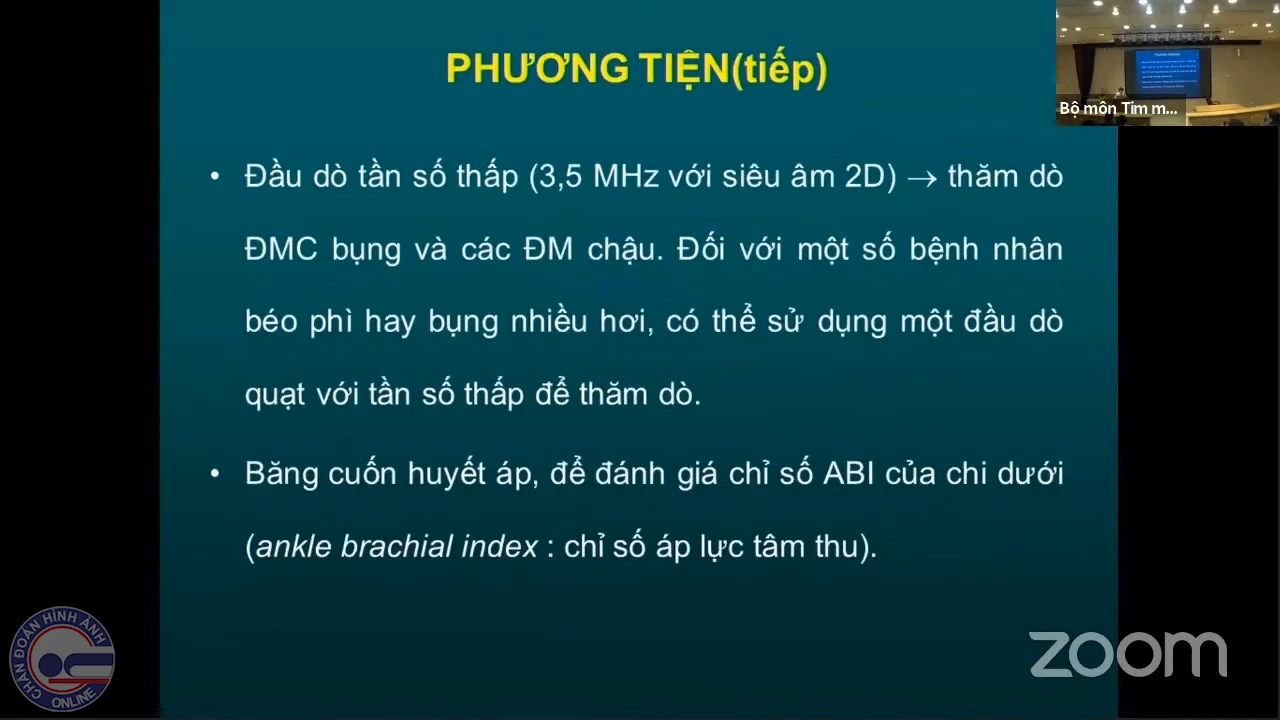 PHƯƠNG TIỆN(tiếp)
Bộ môn Tim m...
• Đầu dò tần số thấp (3,5 MHz với siêu âm 2D) → thăm dò
ĐMC bụng và các ĐM chậu. Đối với một số bệnh nhân
béo phì hay bụng nhiều hơi, có thể sử dụng một đầu dò
quạt với tần số thấp để thăm dò.
• Băng cuốn huyết áp, để đánh giá chỉ số ABI của chi dưới
(ankle brachial index : chỉ số áp lực tâm thu).
CHẨN ĐOÁN HÌNH ẢNH
ONLINE
zoom